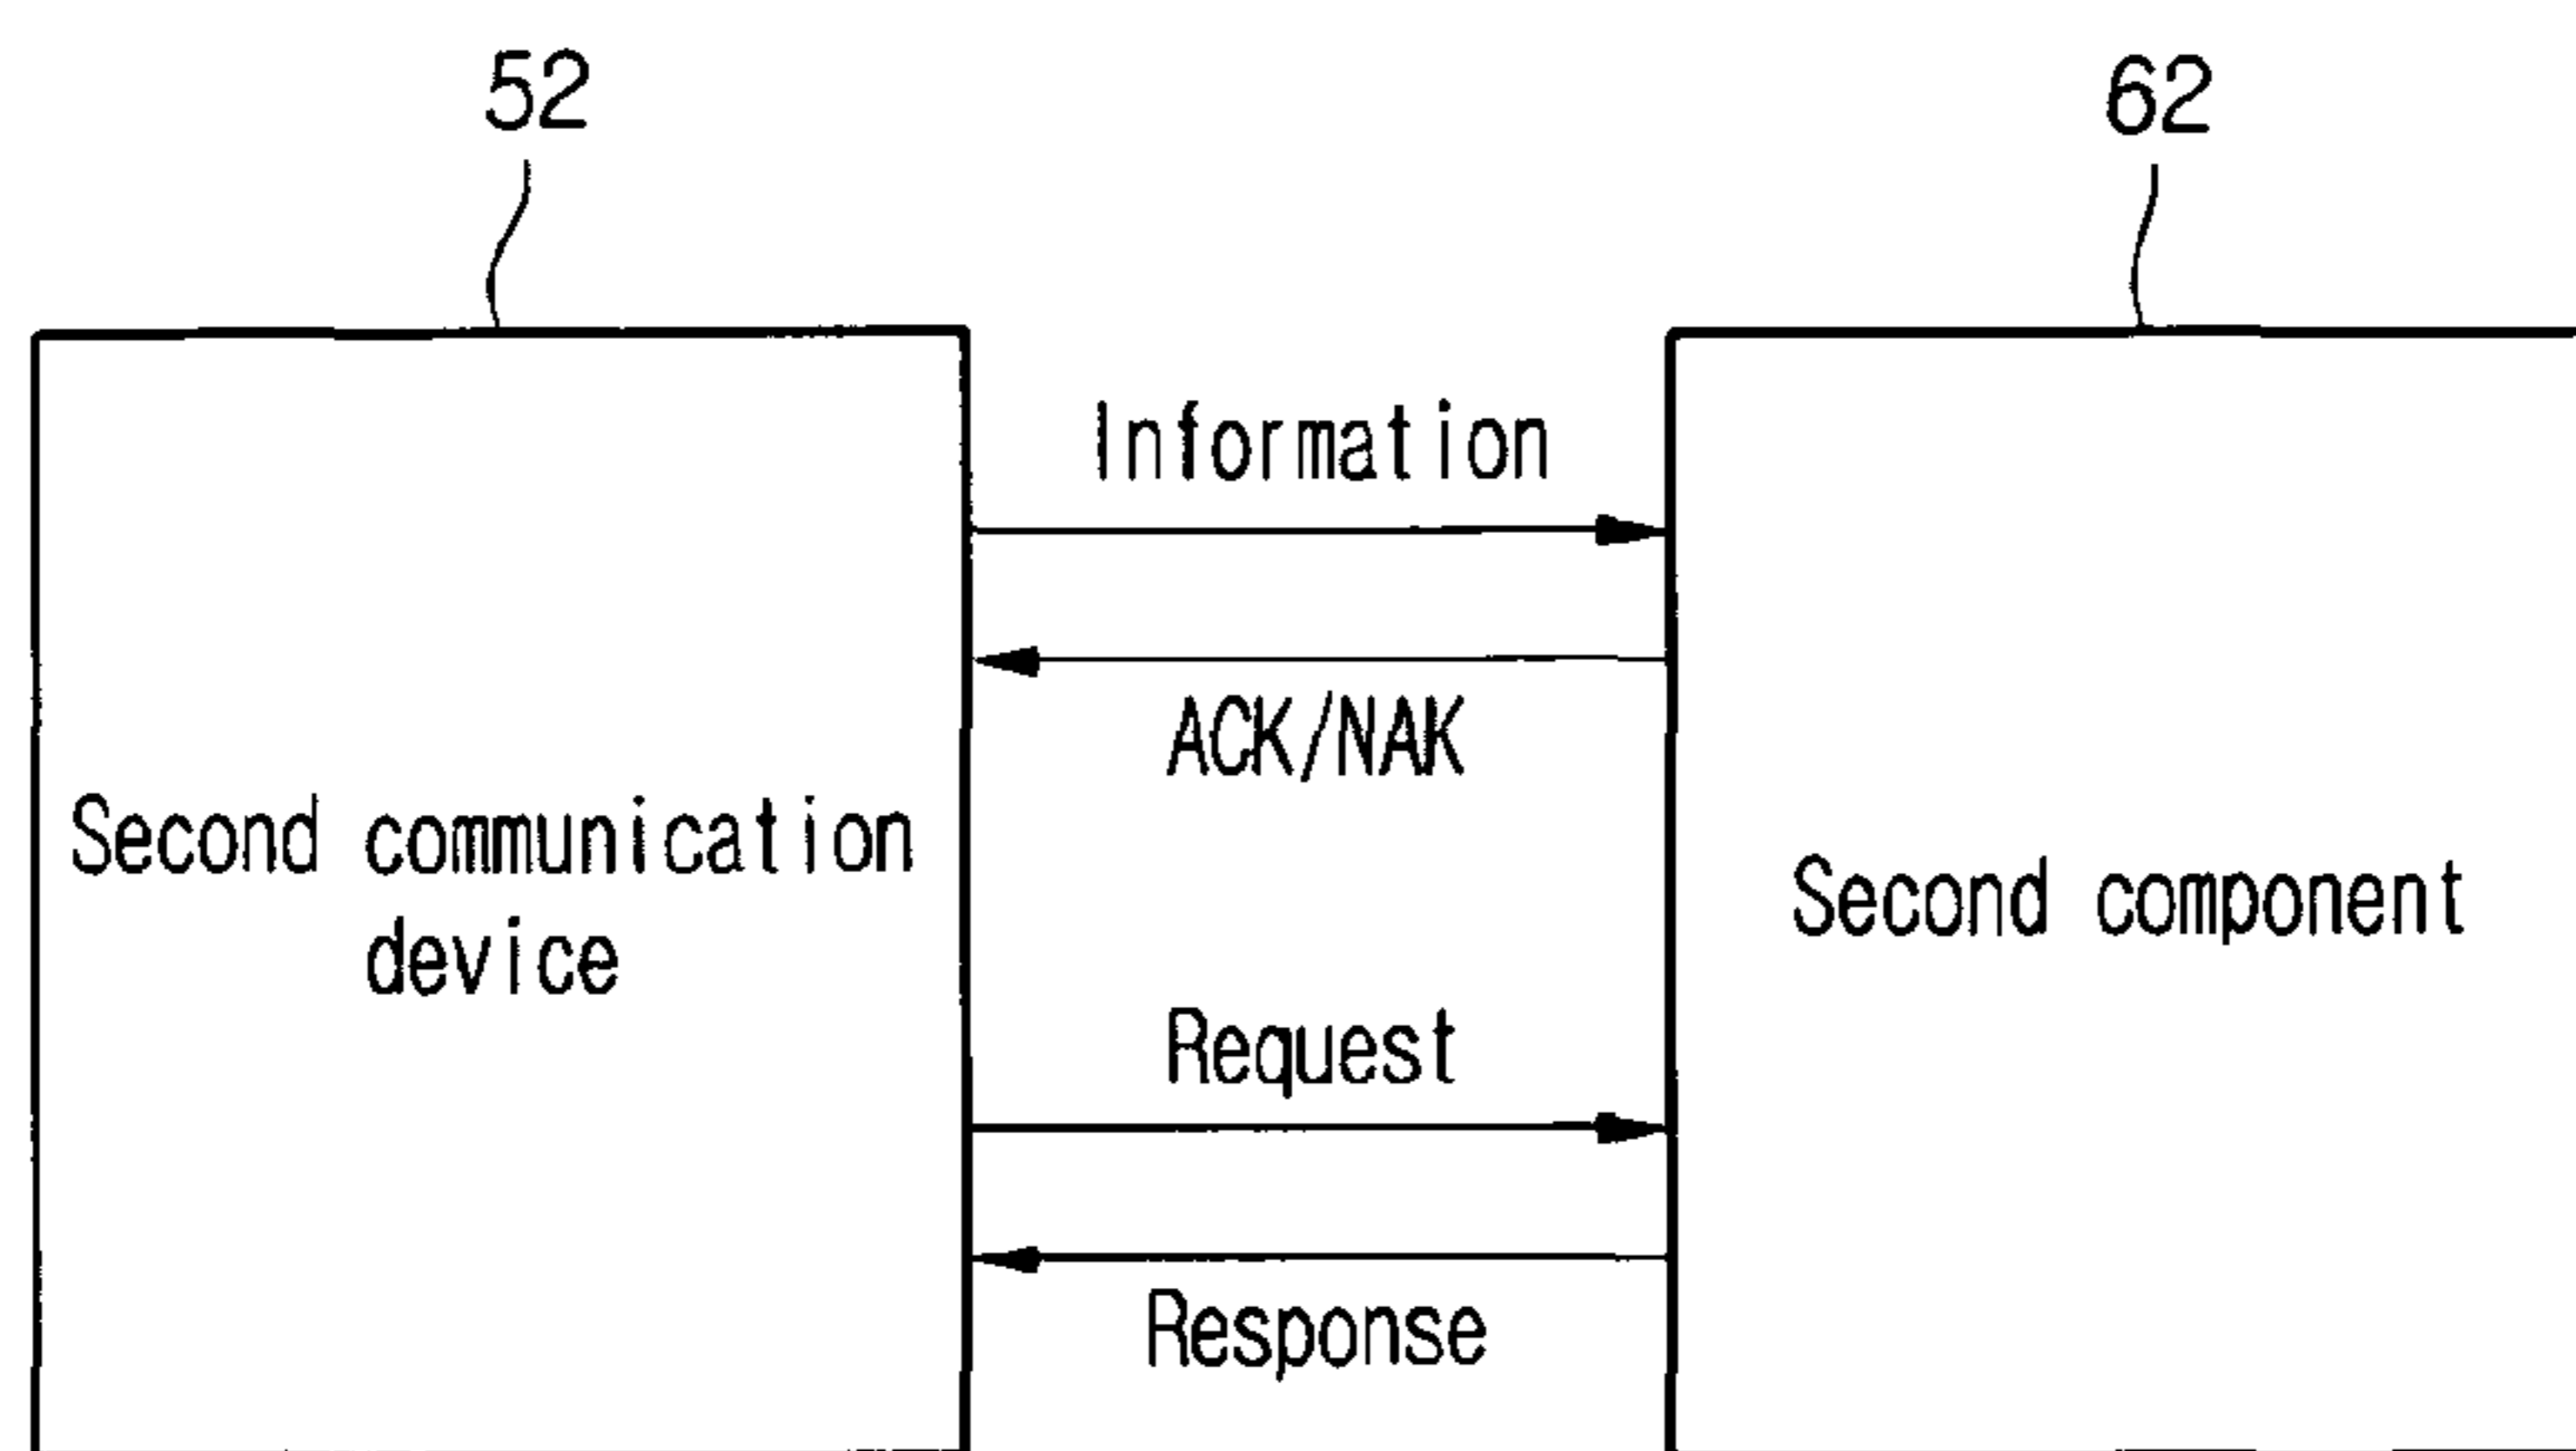 52
62
Information
ACK/NAK
Second communication
device
Second component
Request
Response